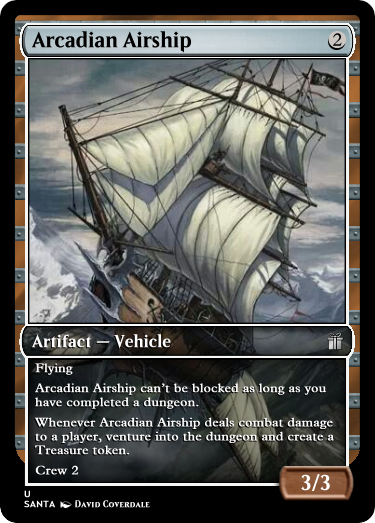 Arcadian Airship 2
Artifact — Vehicle
Flying
Arcadian Airship can't be blocked as long as you
have completed a dungeon.
Whenever Arcadian Airship deals combat damage
to a player, venture into the dungeon and create a
Treasure token.
Crew 2
3/3
U
SANTA David Coverdale